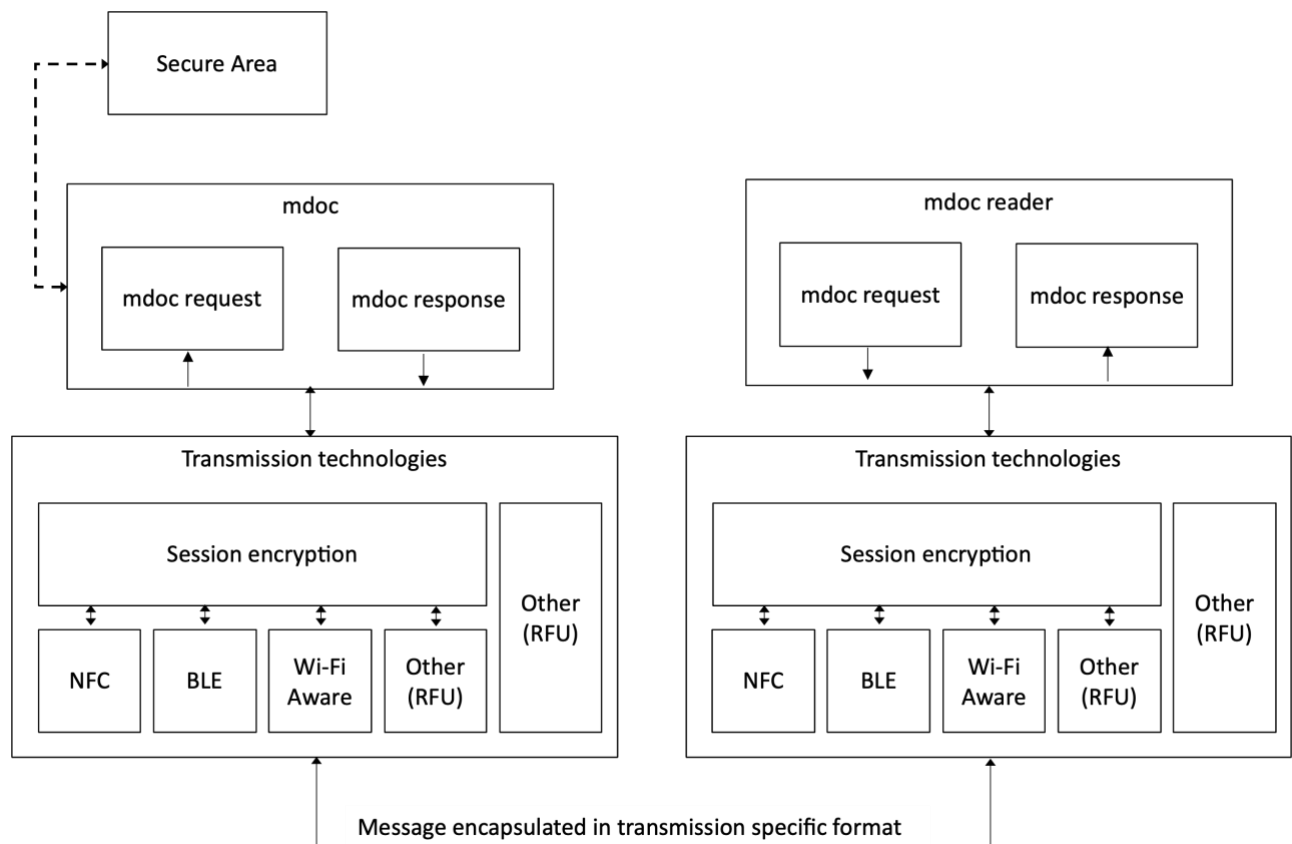 Secure Area
mdoc
mdoc request
mdoc response
Transmission technologies
Session encryption
Other
(RFU)
NFC
BLE
Wi-Fi
Aware
Other
(RFU)
mdoc reader
mdoc request
mdoc response
Transmission technologies
Session encryption
Other
(RFU)
NFC
BLE
Wi-Fi
Aware
Other
(RFU)
Message encapsulated in transmission specific format